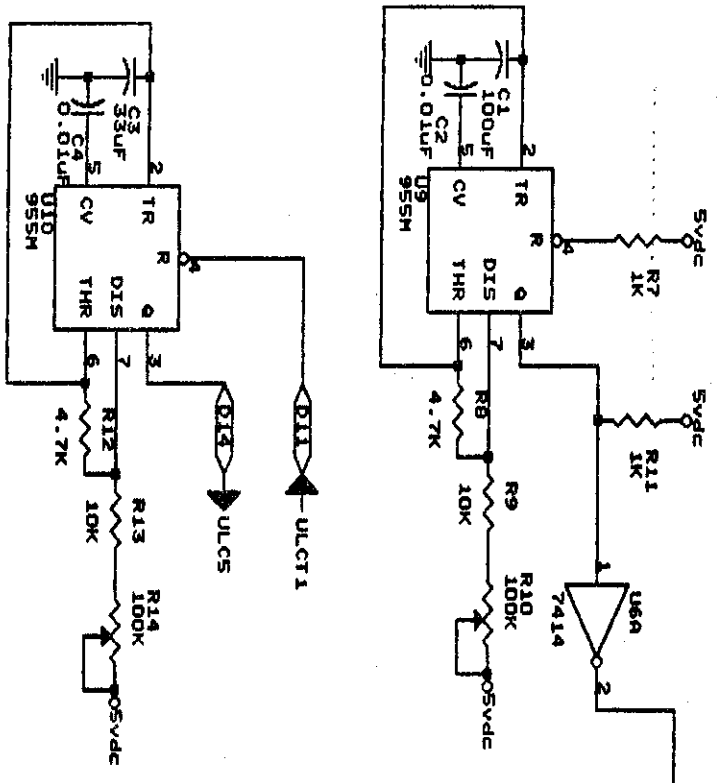 5vdc
5vdc
R7
1K
R11
1K
U6A
7414
1
2
4
R
TR
CV
Q
DIS
THR
2
5
3
7
6
C1
100uF
C2
0.01uF
U9
955M
R8
4.7K
R9
10K
R10
100K
5vdc
D11
ULCT1
D14
ULC5
4
R
TR
CV
Q
DIS
THR
2
5
3
7
6
C3
33uF
C4
0.01uF
U10
955M
R12
4.7K
R13
10K
R14
100K
5vdc